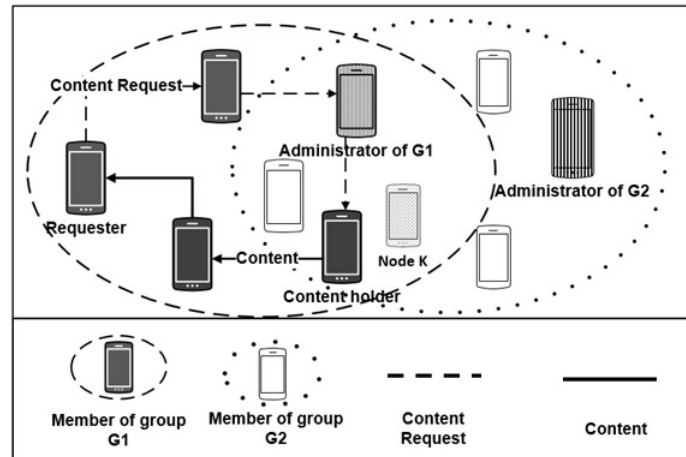 Content Request
Administrator of G1
Administrator of G2
Requester
Node K
Content
Content holder
Member of group
G1
Member of group
G2
Content
Request
Content